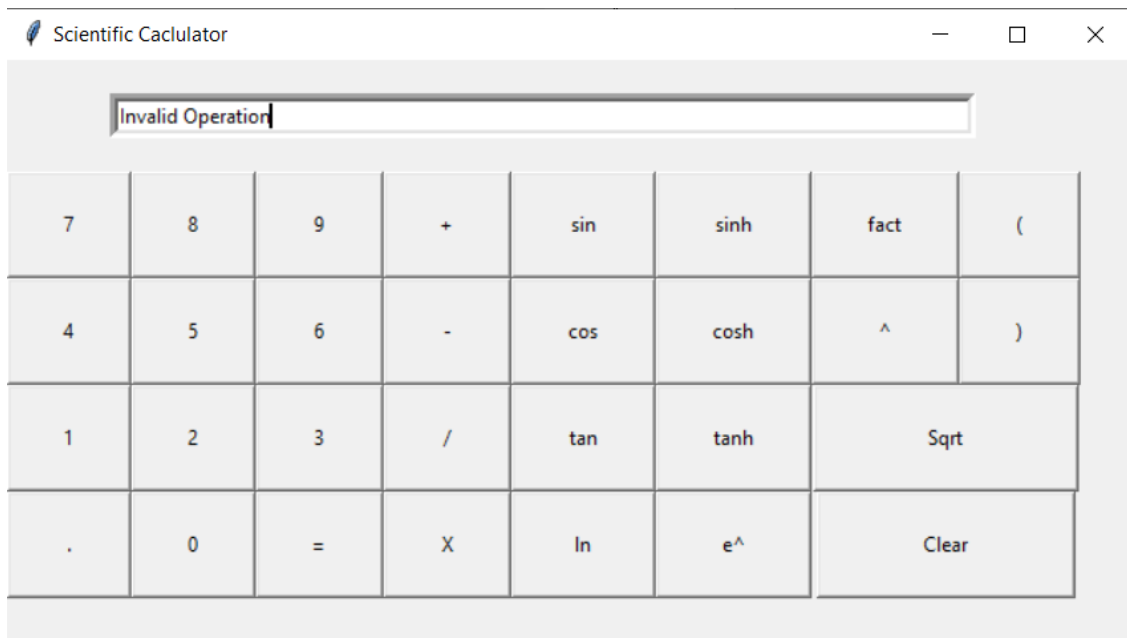 Scientific Caclulator
Invalid Operation
7 8 9 + sin sinh fact (
4 5 6 - cos cosh ^ )
1 2 3 / tan tanh Sqrt
. 0 = X ln e^ Clear